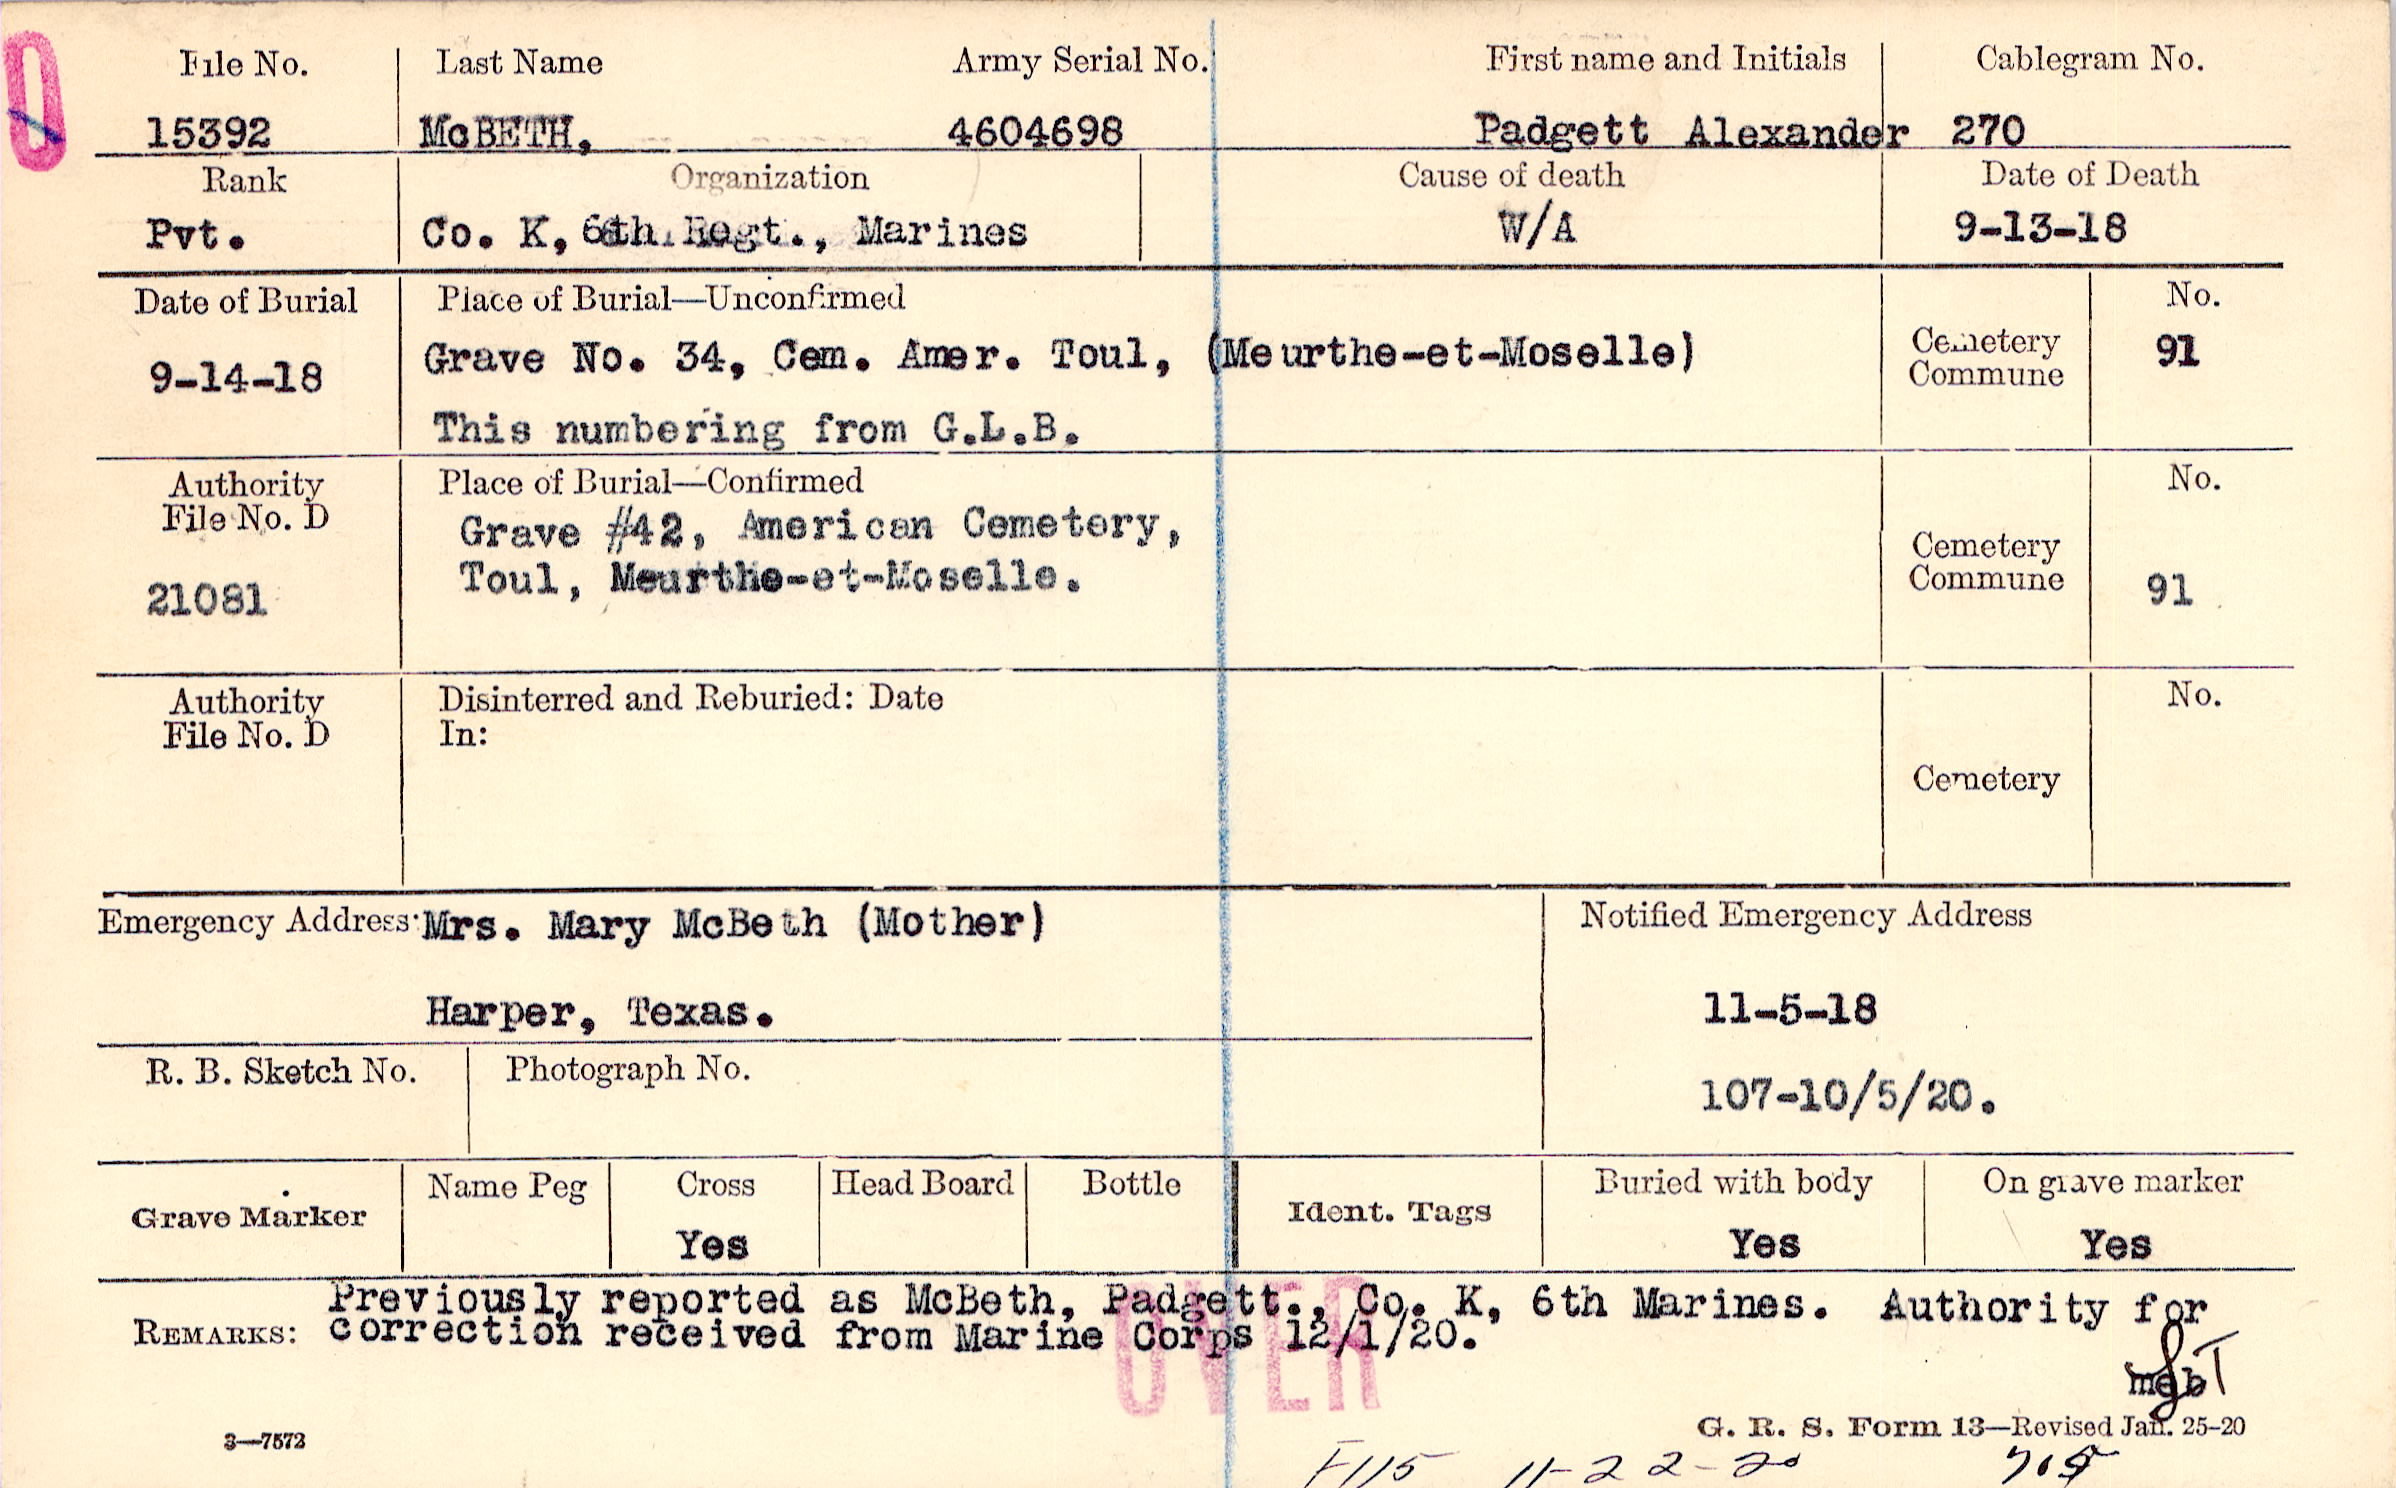 File No. Last Name Army Serial No. First name and Initials Cablegram No.
15392 McBETH, 4604698 Padgett Alexander 270
Rank Organization Cause of death Date of Death
Pvt. Co. K, 6th Regt., Marines W/A 9-13-18
Date of Burial Place of Burial—Unconfirmed No.
9-14-18 Grave No. 34, Cem. Amer. Toul, (Meurthe-et-Moselle) Cemetery Commune 91
This numbering from G.L.B.
Authority File No. D Place of Burial—Confirmed No.
Grave #42, American Cemetery,
21081 Toul, Meurthe-et-Moselle. Cemetery Commune 91
Authority File No. D Disinterred and Reburied: Date No.
In:
Cemetery
Emergency Address: Mrs. Mary McBeth (Mother) Notified Emergency Address
Harper, Texas. 11-5-18
R. B. Sketch No. Photograph No. 107-10/5/20.
Grave Marker Name Peg Cross Head Board Bottle Ident. Tags Buried with body On grave marker
Yes Yes Yes
Previously reported as McBeth, Padgett., Co. K, 6th Marines. Authority for
REMARKS: correction received from Marine Corps 12/1/20.
OVER
meb
3—7572 G. R. S. Form 13—Revised Jan. 25-20
F115 11-22-20